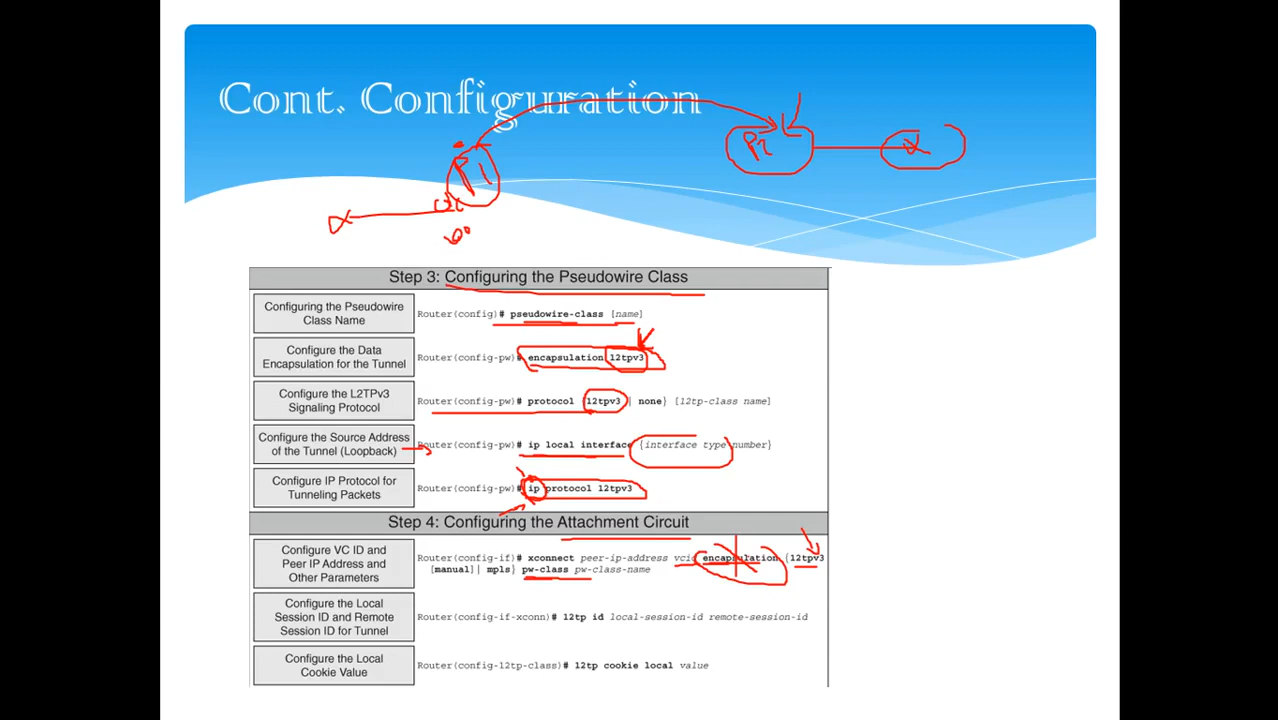 Cont. Configuration
P1
P2
Step 3: Configuring the Pseudowire Class
Configuring the Pseudowire
Class Name
Router(config)# pseudowire-class [name]
Configure the Data
Encapsulation for the Tunnel
Router(config-pw)# encapsulation l2tpv3
Configure the L2TPv3
Signaling Protocol
Router(config-pw)# protocol {l2tpv3 | none} [l2tp-class name]
Configure the Source Address
of the Tunnel (Loopback)
Router(config-pw)# ip local interface {interface type number}
Configure IP Protocol for
Tunneling Packets
Router(config-pw)# ip protocol l2tpv3
Step 4: Configuring the Attachment Circuit
Configure VC ID and
Peer IP Address and
Other Parameters
Router(config-if)# xconnect peer-ip-address vcid encapsulation {l2tpv3
[manual]| mpls} pw-class pw-class-name
Configure the Local
Session ID and Remote
Session ID for Tunnel
Router(config-if-xconn)# l2tp id local-session-id remote-session-id
Configure the Local
Cookie Value
Router(config-l2tp-class)# l2tp cookie local value